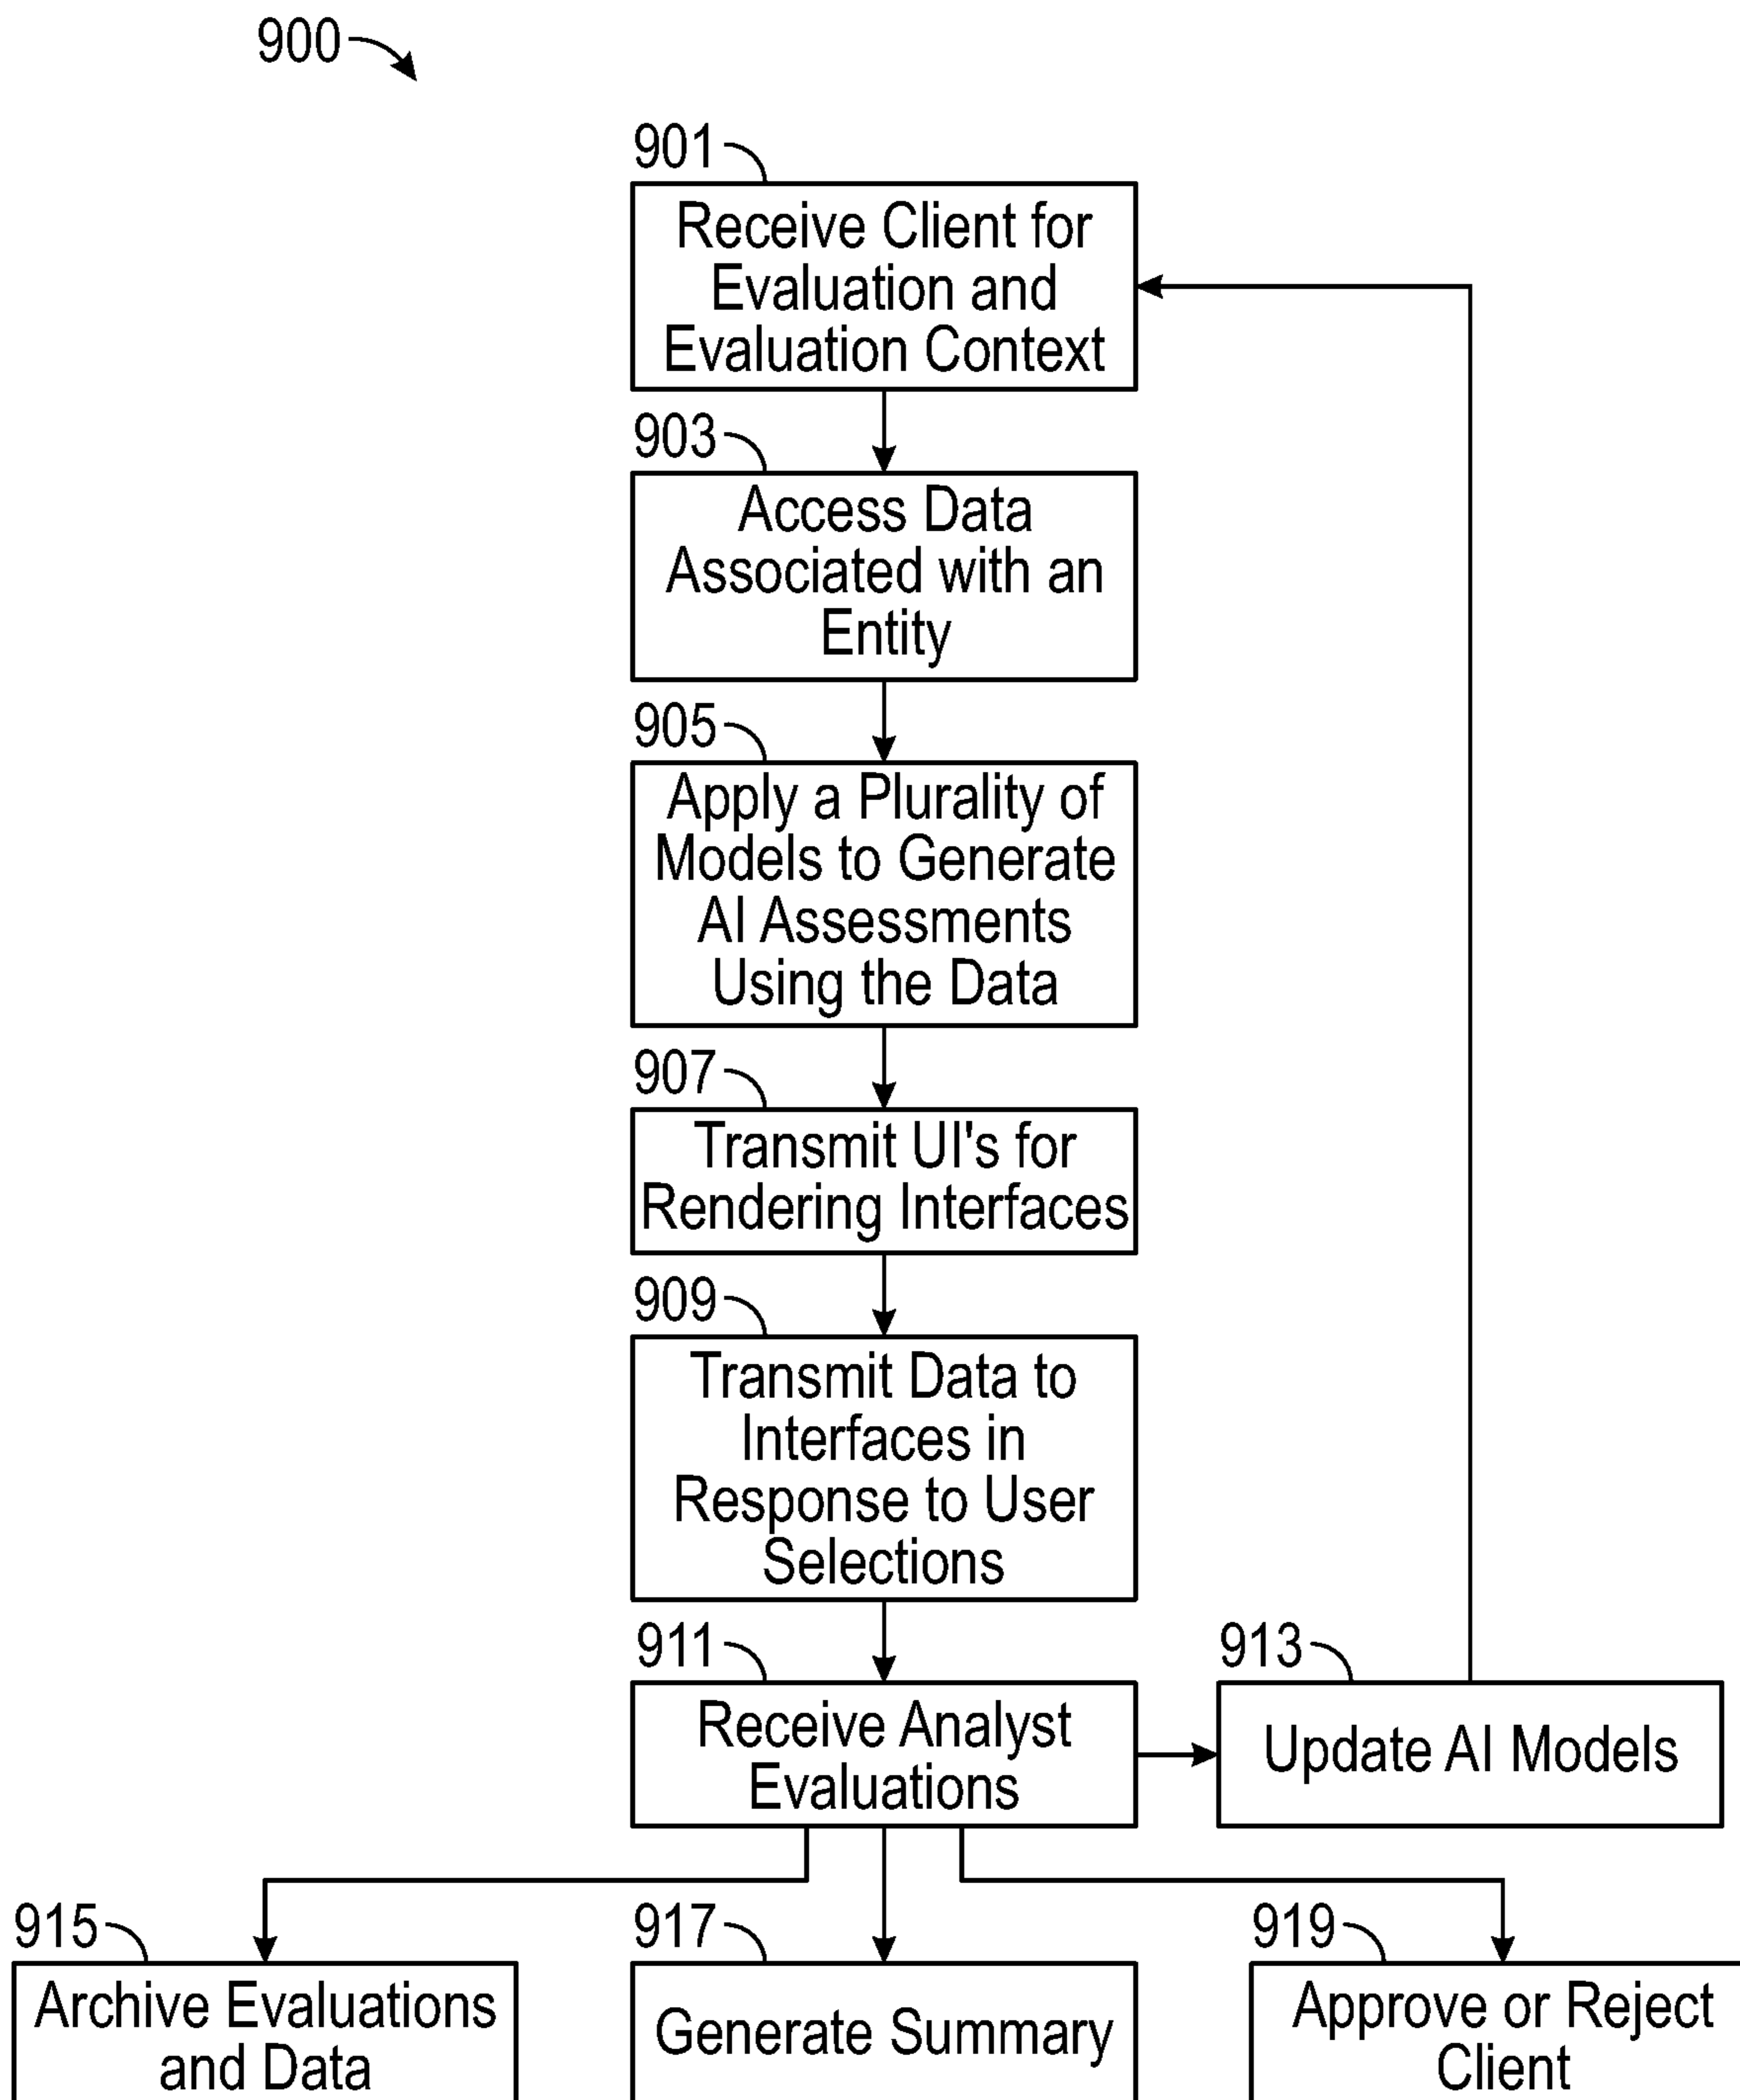 900
901
Receive Client for
Evaluation and
Evaluation Context
903
Access Data
Associated with an
Entity
905
Apply a Plurality of
Models to Generate
AI Assessments
Using the Data
907
Transmit UI's for
Rendering Interfaces
909
Transmit Data to
Interfaces in
Response to User
Selections
911
Receive Analyst
Evaluations
913
Update AI Models
915
Archive Evaluations
and Data
917
Generate Summary
919
Approve or Reject
Client